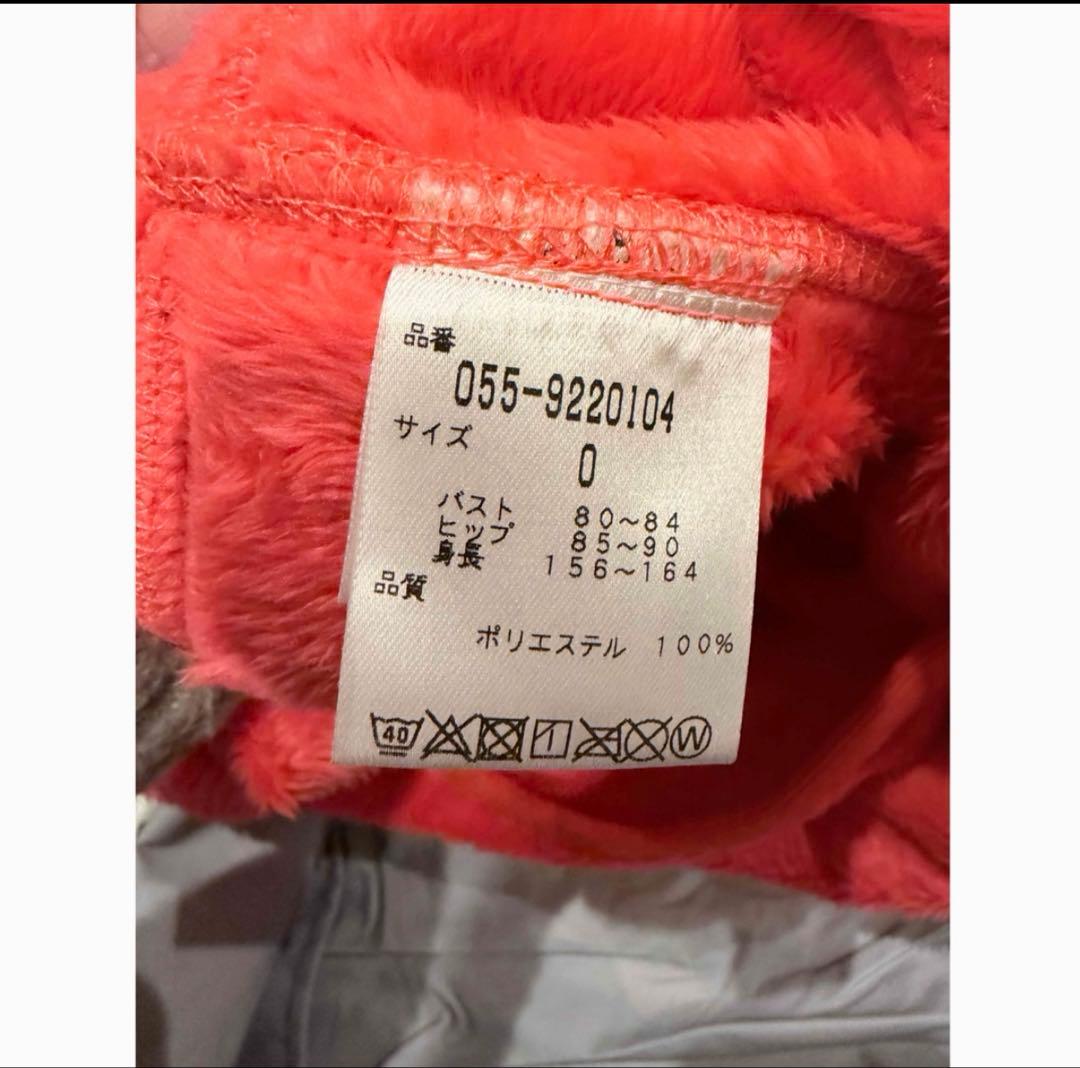 品番
055-9220104
サイズ
0
バスト 80~84
ヒップ 85~90
身長 156~164
品質
ポリエステル 100%
40 W